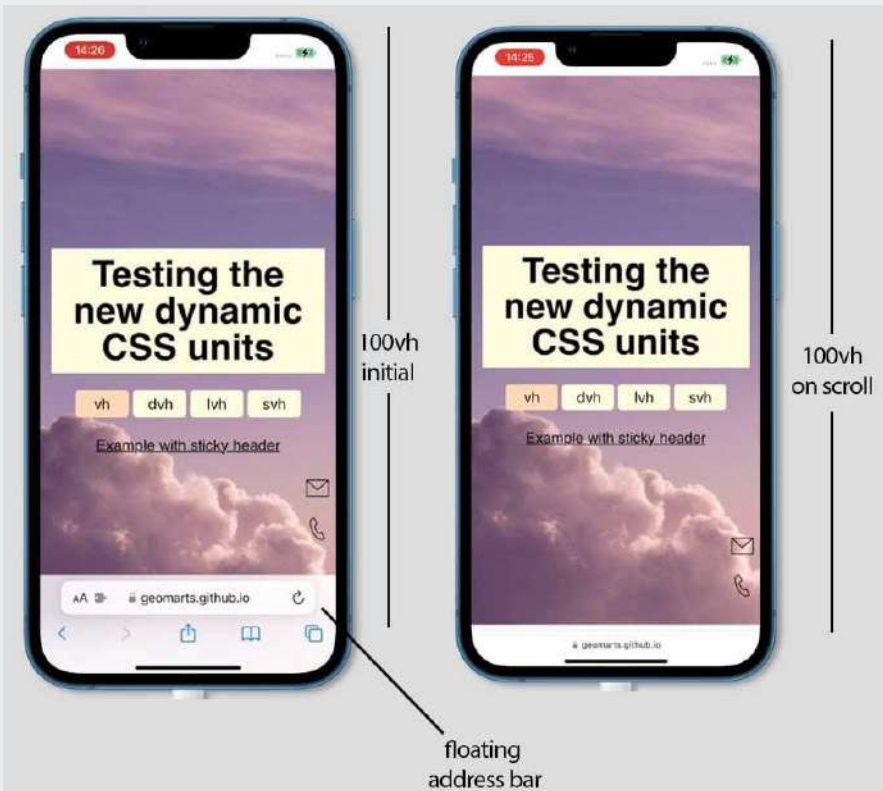 14:26
Testing the
new dynamic
CSS units
vh dvh lvh svh
Example with sticky header
AA geomarts.github.io
100vh
initial
14:25
Testing the
new dynamic
CSS units
vh dvh lvh svh
Example with sticky header
geomarts.github.io
100vh
on scroll
floating
address bar